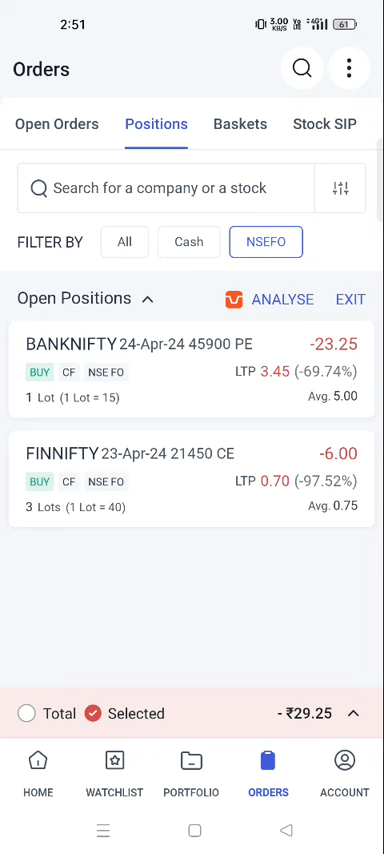 2:51 3.00 KB/S Vo LTE 4G 61
Orders
Open Orders Positions Baskets Stock SIP
Search for a company or a stock
FILTER BY All Cash NSEFO
Open Positions ANALYSE EXIT
BANKNIFTY 24-Apr-24 45900 PE -23.25
BUY CF NSE FO LTP 3.45 (-69.74%)
1 Lot (1 Lot = 15) Avg. 5.00
FINNIFTY 23-Apr-24 21450 CE -6.00
BUY CF NSE FO LTP 0.70 (-97.52%)
3 Lots (1 Lot = 40) Avg. 0.75
Total Selected - ₹29.25
HOME WATCHLIST PORTFOLIO ORDERS ACCOUNT